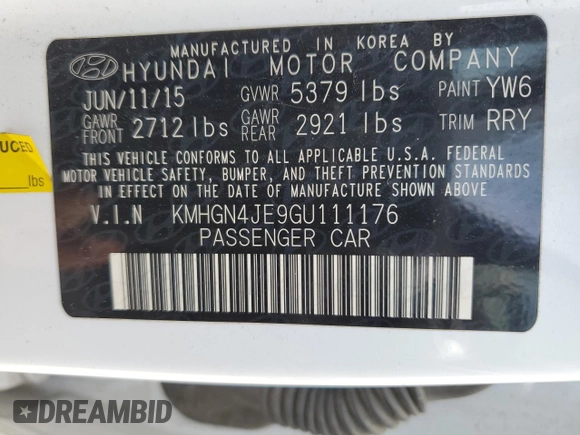 MANUFACTURED IN KOREA BY
HYUNDAI MOTOR COMPANY
JUN/11/15 GVWR 5379 lbs PAINT YW6
GAWR FRONT 2712 lbs GAWR REAR 2921 lbs TRIM RRY
THIS VEHICLE CONFORMS TO ALL APPLICABLE U.S.A. FEDERAL
MOTOR VEHICLE SAFETY, BUMPER, AND THEFT PREVENTION STANDARDS
IN EFFECT ON THE DATE OF MANUFACTURE SHOWN ABOVE.
V.I.N KMHGN4JE9GU111176
PASSENGER CAR
UCED
lbs
DREAMBID